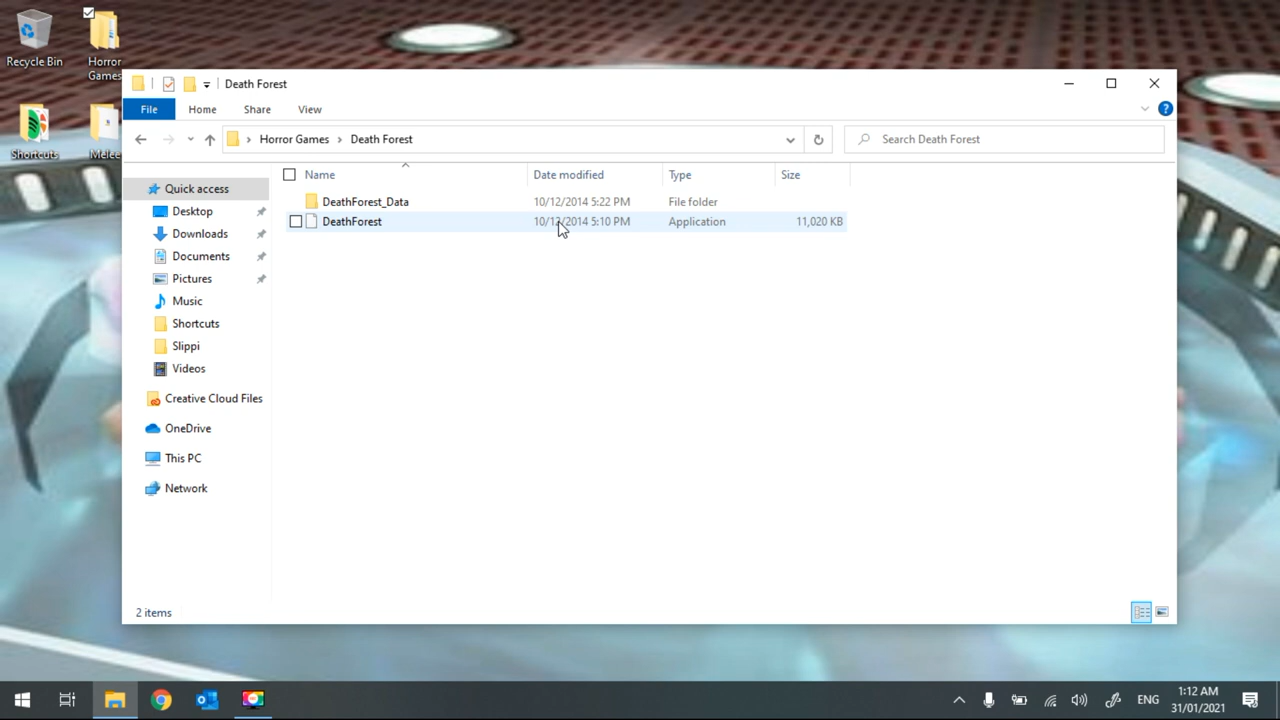 Recycle Bin
Horror Games
Shortcuts
Melee
Death Forest
File Home Share View
Horror Games > Death Forest
Search Death Forest
Name Date modified Type Size
DeathForest_Data 10/12/2014 5:22 PM File folder
DeathForest 10/12/2014 5:10 PM Application 11,020 KB
Quick access
Desktop
Downloads
Documents
Pictures
Music
Shortcuts
Slippi
Videos
Creative Cloud Files
OneDrive
This PC
Network
2 items
ENG
1:12 AM
31/01/2021